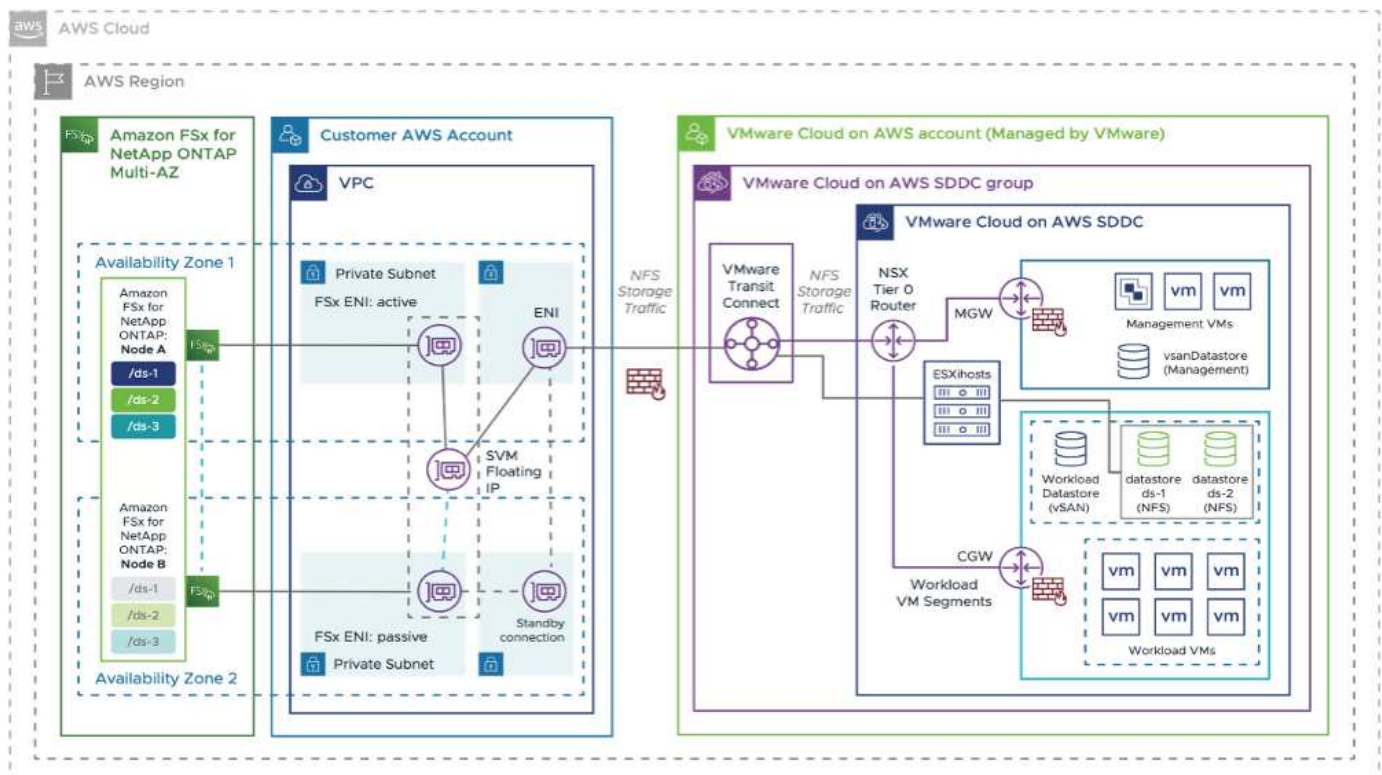 aws
AWS Cloud
AWS Region
FSx
Amazon FSx for
NetApp ONTAP
Multi-AZ
Customer AWS Account
VPC
VMware Cloud on AWS account (Managed by VMware)
VMware Cloud on AWS SDDC group
VMware Cloud on AWS SDDC
Availability Zone 1
Amazon
FSx for
NetApp
ONTAP:
Node A
/ds-1
/ds-2
/ds-3
FSx
Private Subnet
FSx ENI: active
ENI
SVM
Floating
IP
NFS
Storage
Traffic
VMware
Transit
Connect
NFS
Storage
Traffic
NSX
Tier 0
Router
MGW
Management VMs
vm
vm
vsanDatastore
(Management)
ESXihosts
Workload
Datastore
(vSAN)
datastore
ds-1
(NFS)
datastore
ds-2
(NFS)
CGW
Workload
VM Segments
vm
vm
vm
vm
vm
vm
Workload VMs
Amazon
FSx for
NetApp
ONTAP:
Node B
/ds-1
/ds-2
/ds-3
FSx
FSx ENI: passive
Private Subnet
Standby
connection
Availability Zone 2